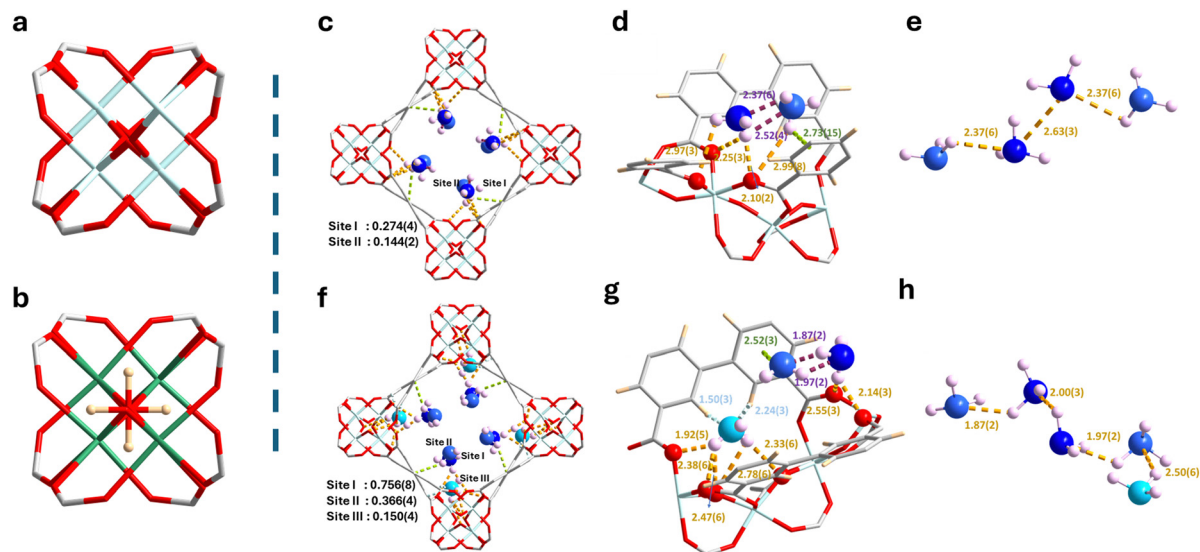 a
c
d
e
Site II
Site I
Site I : 0.274(4)
Site II : 0.144(2)
2.37(6)
2.52(4)
2.73(15)
2.97(3)
2.25(3)
2.99(8)
2.10(2)
2.37(6)
2.37(6)
2.63(3)
b
f
g
h
Site II
Site I
Site III
Site I : 0.756(8)
Site II : 0.366(4)
Site III : 0.150(4)
2.52(3)
1.87(2)
1.97(2)
2.14(3)
1.50(3)
2.24(3)
2.55(3)
1.92(5)
2.33(6)
2.38(6)
2.78(6)
2.47(6)
2.00(3)
1.87(2)
1.97(2)
2.50(6)